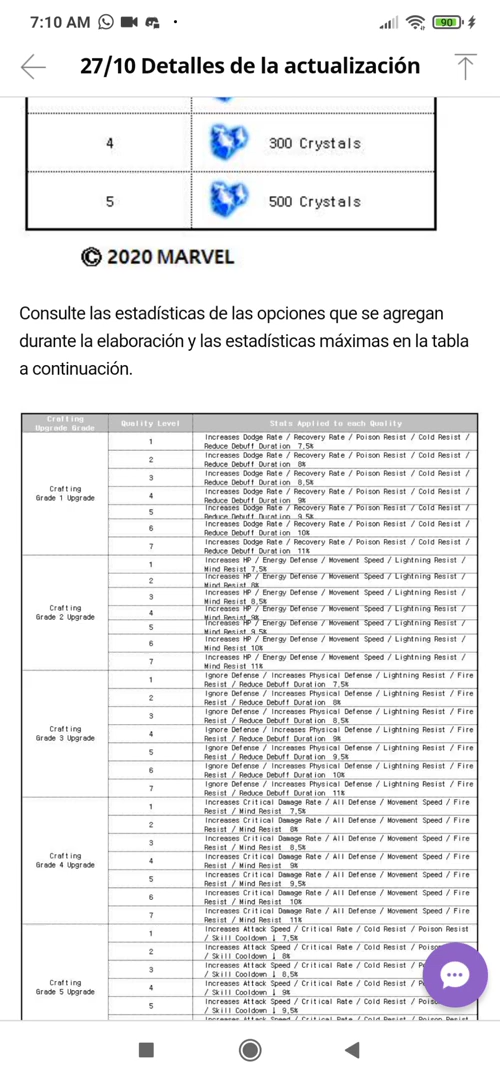 7:10 AM
90
27/10 Detalles de la actualización
4 300 Crystals
5 500 Crystals
© 2020 MARVEL
Consulte las estadísticas de las opciones que se agregan
durante la elaboración y las estadísticas máximas en la tabla
a continuación.
Crafting
Upgrade Grade
Quality Level
Stats Applied to each Quality
Crafting
Grade 1 Upgrade
1
Increases Dodge Rate / Recovery Rate / Poison Resist / Cold Resist /
Reduce Debuff Duration 7,5%
2
Increases Dodge Rate / Recovery Rate / Poison Resist / Cold Resist /
Reduce Debuff Duration 8%
3
Increases Dodge Rate / Recovery Rate / Poison Resist / Cold Resist /
Reduce Debuff Duration 8,5%
4
Increases Dodge Rate / Recovery Rate / Poison Resist / Cold Resist /
Reduce Debuff Duration 9%
5
Increases Dodge Rate / Recovery Rate / Poison Resist / Cold Resist /
Reduce Debuff Duration 9,5%
6
Increases Dodge Rate / Recovery Rate / Poison Resist / Cold Resist /
Reduce Debuff Duration 10%
7
Increases Dodge Rate / Recovery Rate / Poison Resist / Cold Resist /
Reduce Debuff Duration 11%
Crafting
Grade 2 Upgrade
1
Increases HP / Energy Defense / Movement Speed / Lightning Resist /
Mind Resist 7,5%
2
Increases HP / Energy Defense / Movement Speed / Lightning Resist /
Mind Resist 8%
3
Increases HP / Energy Defense / Movement Speed / Lightning Resist /
Mind Resist 8,5%
4
Increases HP / Energy Defense / Movement Speed / Lightning Resist /
Mind Resist 9%
5
Increases HP / Energy Defense / Movement Speed / Lightning Resist /
Mind Resist 9,5%
6
Increases HP / Energy Defense / Movement Speed / Lightning Resist /
Mind Resist 10%
7
Increases HP / Energy Defense / Movement Speed / Lightning Resist /
Mind Resist 11%
Crafting
Grade 3 Upgrade
1
Ignore Defense / Increases Physical Defense / Lightning Resist / Fire
Resist / Reduce Debuff Duration 7,5%
2
Ignore Defense / Increases Physical Defense / Lightning Resist / Fire
Resist / Reduce Debuff Duration 8%
3
Ignore Defense / Increases Physical Defense / Lightning Resist / Fire
Resist / Reduce Debuff Duration 8,5%
4
Ignore Defense / Increases Physical Defense / Lightning Resist / Fire
Resist / Reduce Debuff Duration 9%
5
Ignore Defense / Increases Physical Defense / Lightning Resist / Fire
Resist / Reduce Debuff Duration 9,5%
6
Ignore Defense / Increases Physical Defense / Lightning Resist / Fire
Resist / Reduce Debuff Duration 10%
7
Ignore Defense / Increases Physical Defense / Lightning Resist / Fire
Resist / Reduce Debuff Duration 11%
Crafting
Grade 4 Upgrade
1
Increases Critical Damage Rate / All Defense / Movement Speed / Fire
Resist / Mind Resist 7,5%
2
Increases Critical Damage Rate / All Defense / Movement Speed / Fire
Resist / Mind Resist 8%
3
Increases Critical Damage Rate / All Defense / Movement Speed / Fire
Resist / Mind Resist 8,5%
4
Increases Critical Damage Rate / All Defense / Movement Speed / Fire
Resist / Mind Resist 9%
5
Increases Critical Damage Rate / All Defense / Movement Speed / Fire
Resist / Mind Resist 9,5%
6
Increases Critical Damage Rate / All Defense / Movement Speed / Fire
Resist / Mind Resist 10%
7
Increases Critical Damage Rate / All Defense / Movement Speed / Fire
Resist / Mind Resist 11%
Crafting
Grade 5 Upgrade
1
Increases Attack Speed / Critical Rate / Cold Resist / Poison Resist
/ Skill Cooldown ↓ 7,5%
2
Increases Attack Speed / Critical Rate / Cold Resist /
/ Skill Cooldown ↓ 8%
3
Increases Attack Speed / Critical Rate / Cold Resist /
/ Skill Cooldown ↓ 8,5%
4
Increases Attack Speed / Critical Rate / Cold Resist /
/ Skill Cooldown ↓ 9%
5
Increases Attack Speed / Critical Rate / Cold Resist /
/ Skill Cooldown ↓ 9,5%
Increases Attack Speed / Critical Rate / Cold Resist / Poison Resist